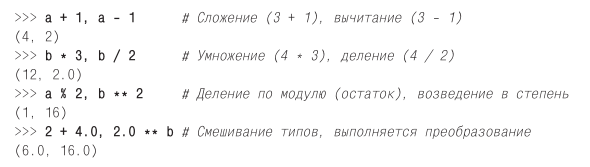 >>> a + 1, a - 1 # Сложение (3 + 1), вычитание (3 - 1)
(4, 2)
>>> b * 3, b / 2 # Умножение (4 * 3), деление (4 / 2)
(12, 2.0)
>>> a % 2, b ** 2 # Деление по модулю (остаток), возведение в степень
(1, 16)
>>> 2 + 4.0, 2.0 ** b # Смешивание типов, выполняется преобразование
(6.0, 16.0)